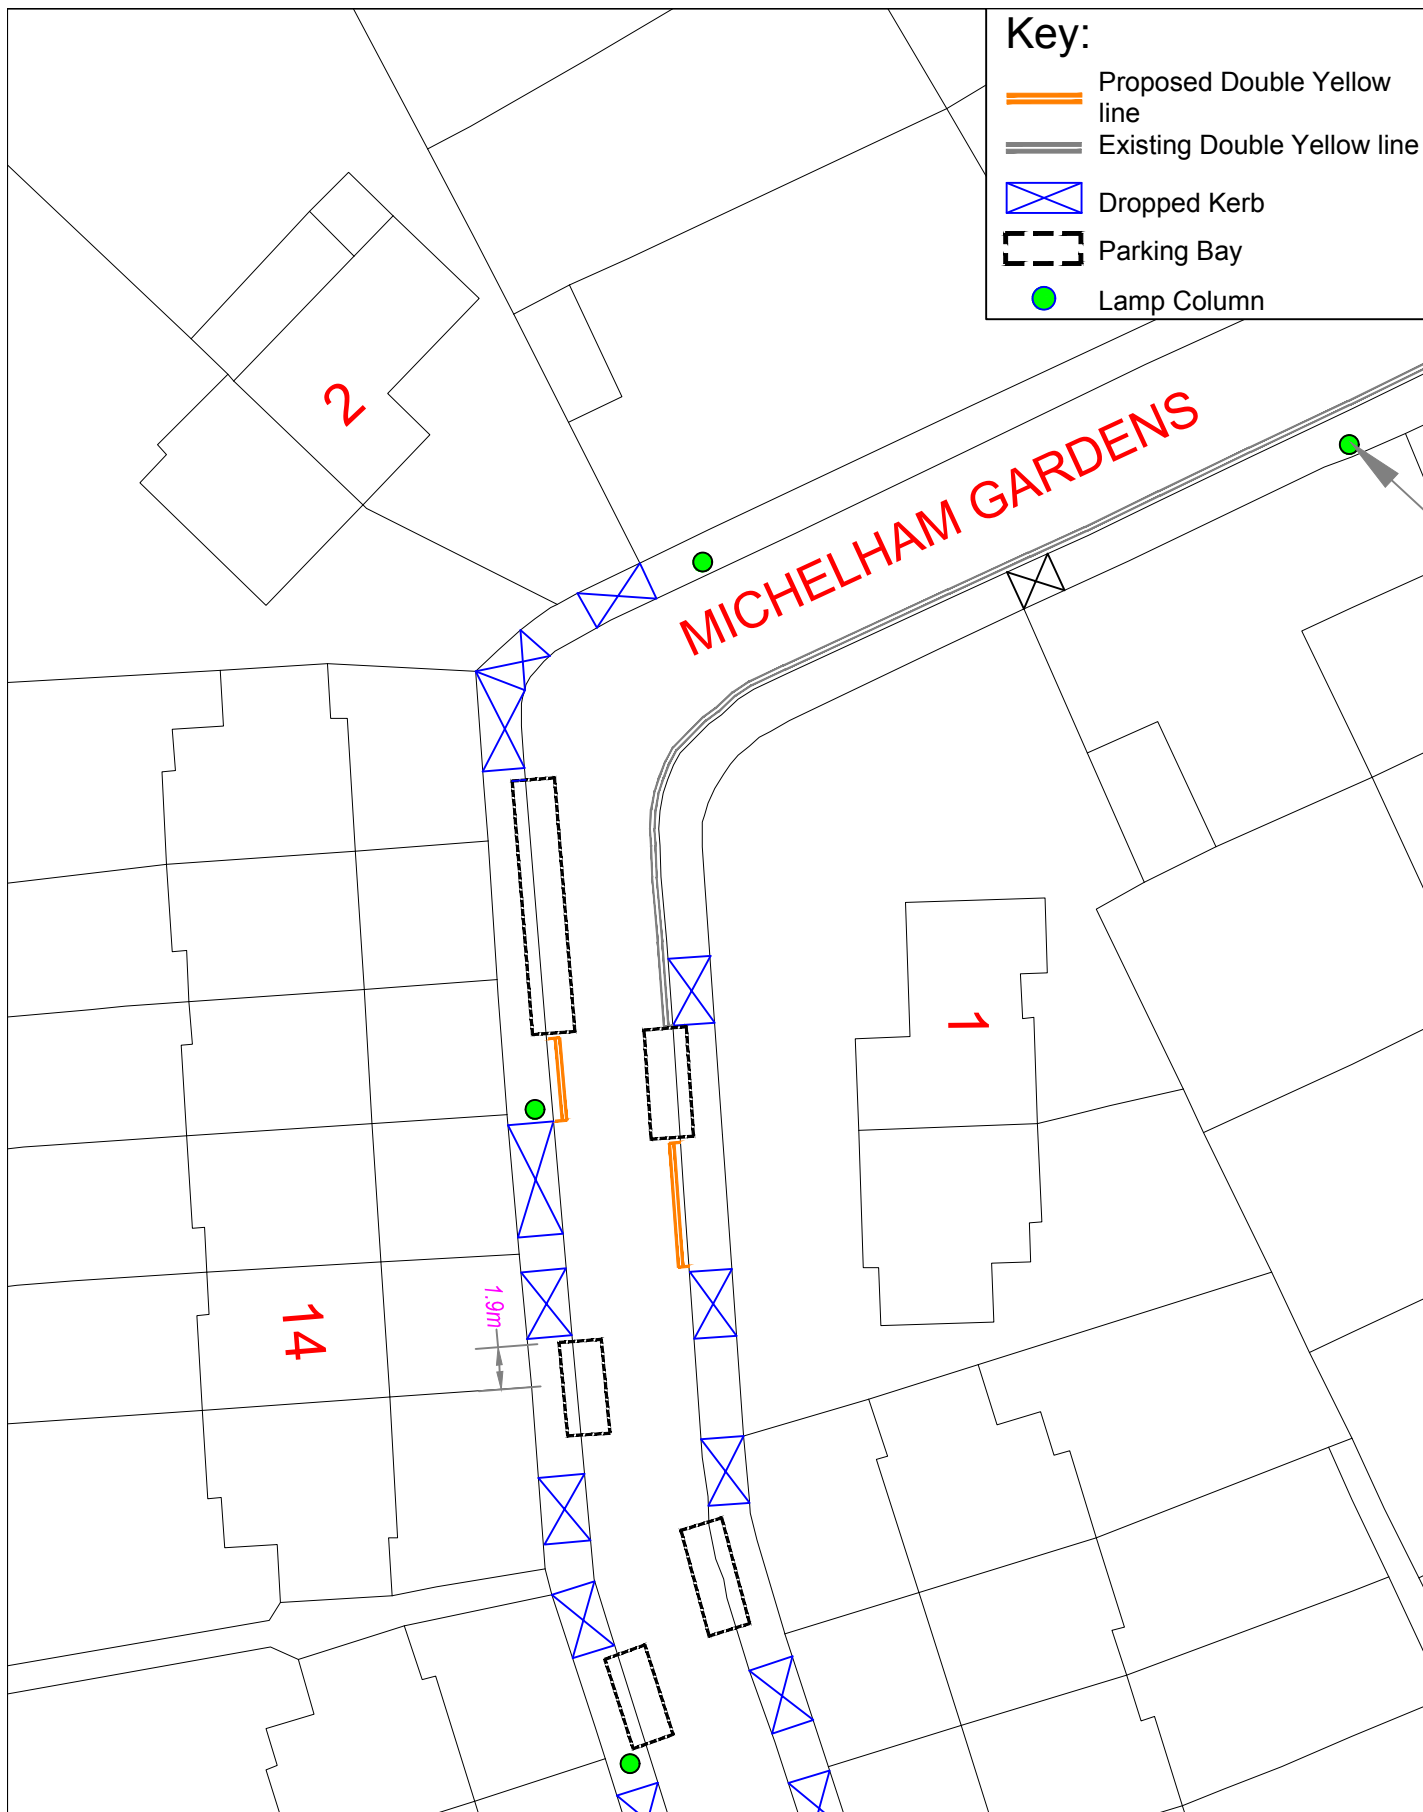 Key:
Proposed Double Yellow
line
Existing Double Yellow line
Dropped Kerb
Parking Bay
Lamp Column
2
MICHELHAM GARDENS
1
1.9m
14